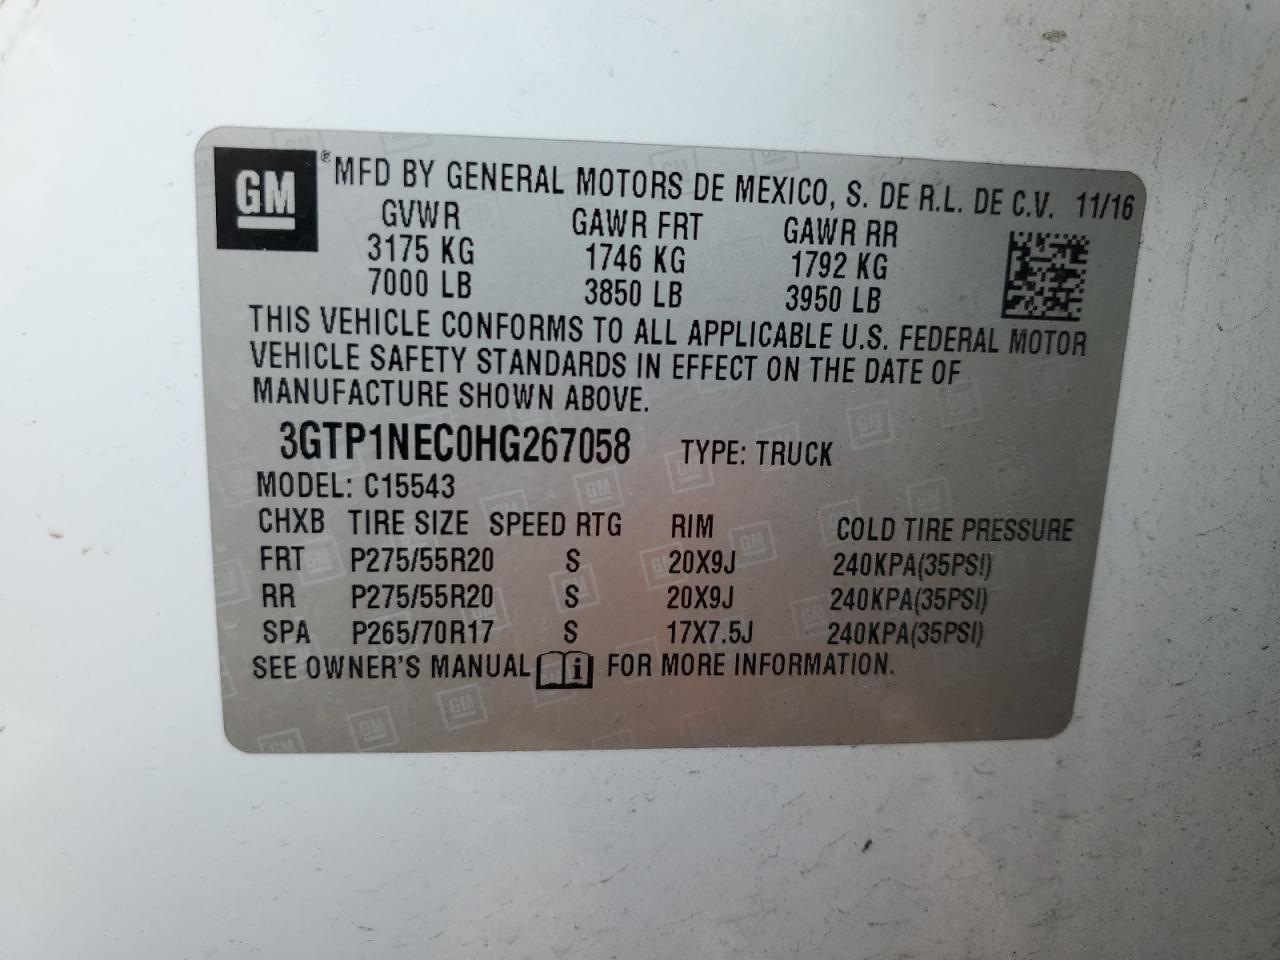 GM ® MFD BY GENERAL MOTORS DE MEXICO, S. DE R.L. DE C.V. 11/16
GVWR GAWR FRT GAWR RR
3175 KG 1746 KG 1792 KG
7000 LB 3850 LB 3950 LB
THIS VEHICLE CONFORMS TO ALL APPLICABLE U.S. FEDERAL MOTOR
VEHICLE SAFETY STANDARDS IN EFFECT ON THE DATE OF
MANUFACTURE SHOWN ABOVE.
3GTP1NEC0HG267058 TYPE: TRUCK
MODEL: C15543
CHXB TIRE SIZE SPEED RTG RIM COLD TIRE PRESSURE
FRT P275/55R20 S 20X9J 240KPA(35PSI)
RR P275/55R20 S 20X9J 240KPA(35PSI)
SPA P265/70R17 S 17X7.5J 240KPA(35PSI)
SEE OWNER'S MANUAL i FOR MORE INFORMATION.